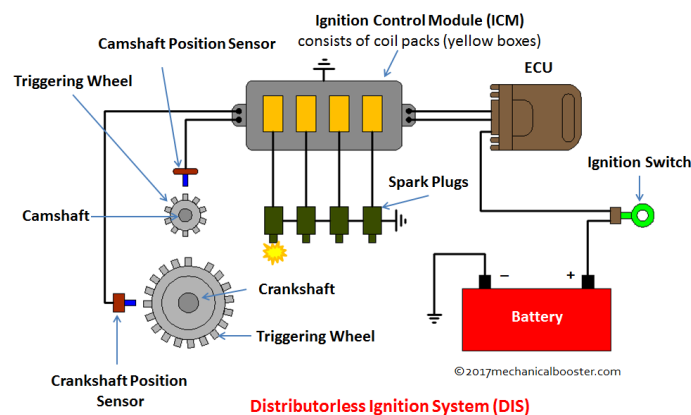 Ignition Control Module (ICM)
consists of coil packs (yellow boxes)
Camshaft Position Sensor
ECU
Triggering Wheel
Ignition Switch
Spark Plugs
Camshaft
– +
Crankshaft
Battery
Triggering Wheel
Crankshaft Position
Sensor
©2017mechanicalbooster.com
Distributorless Ignition System (DIS)